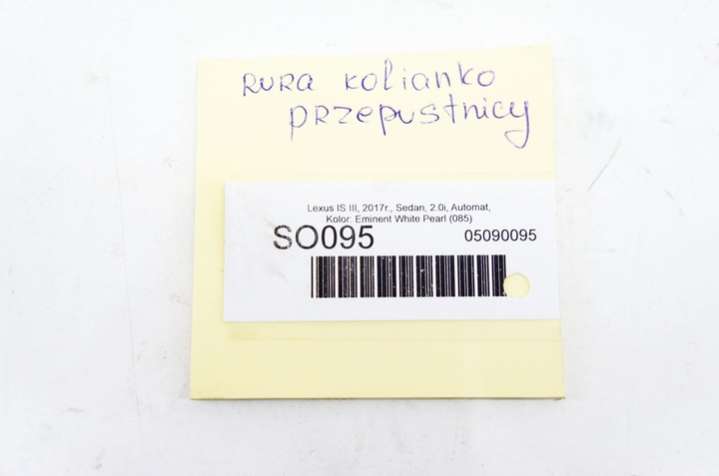 RURA kolianko
przepustnicy
Lexus IS III, 2017r., Sedan, 2.0i, Automat,
Kolor: Eminent White Pearl (085)
SO095 05090095